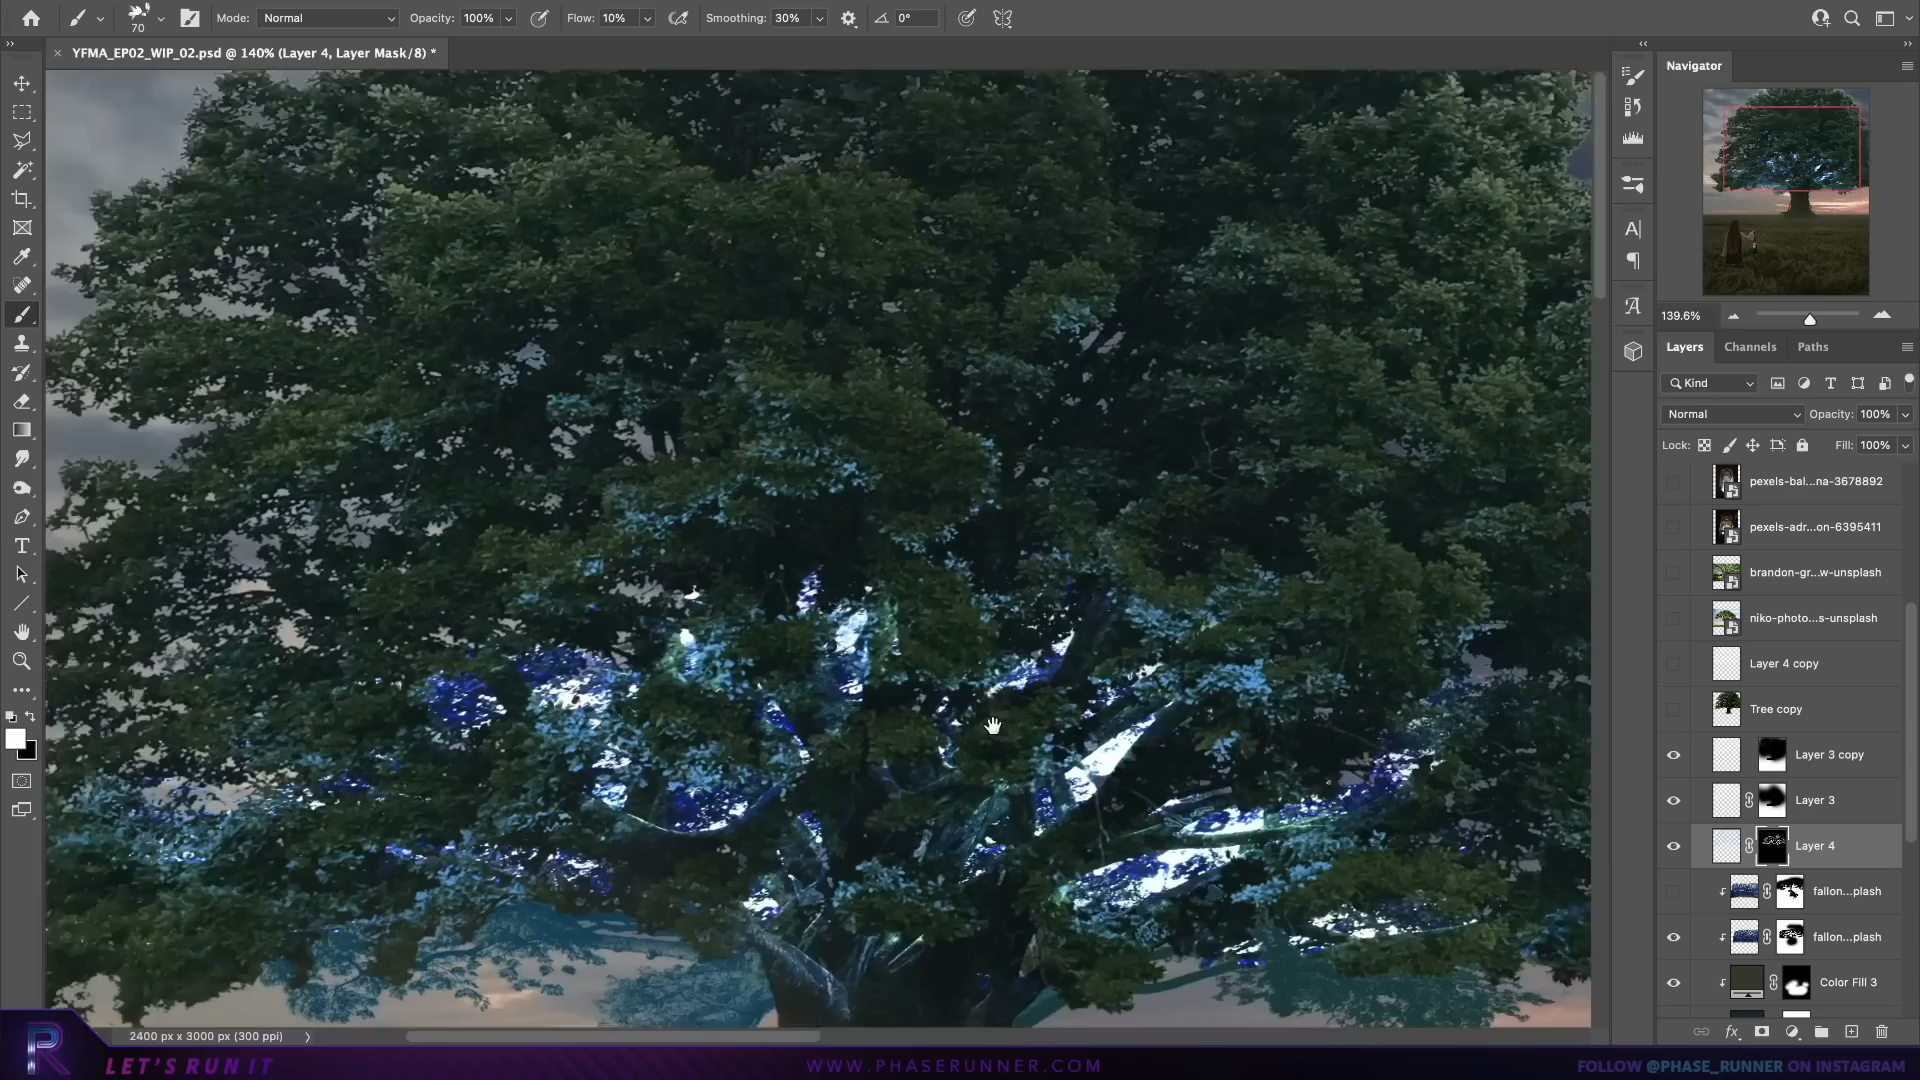 70
Mode: Normal
Opacity: 100%
Flow: 10%
Smoothing: 30%
0°
YFMA_EP02_WIP_02.psd @ 140% (Layer 4, Layer Mask/8) *
Navigator
139.6%
Layers Channels Paths
Kind
Normal
Opacity: 100%
Lock:
Fill: 100%
pexels-bal...na-3678892
pexels-adr...on-6395411
brandon-gr...w-unsplash
niko-photo...s-unsplash
Layer 4 copy
Tree copy
Layer 3 copy
Layer 3
Layer 4
fallon...plash
fallon...plash
Color Fill 3
2400 px x 3000 px (300 ppi)
LET'S RUN IT
WWW.PHASERUNNER.COM
FOLLOW @PHASE_RUNNER ON INSTAGRAM